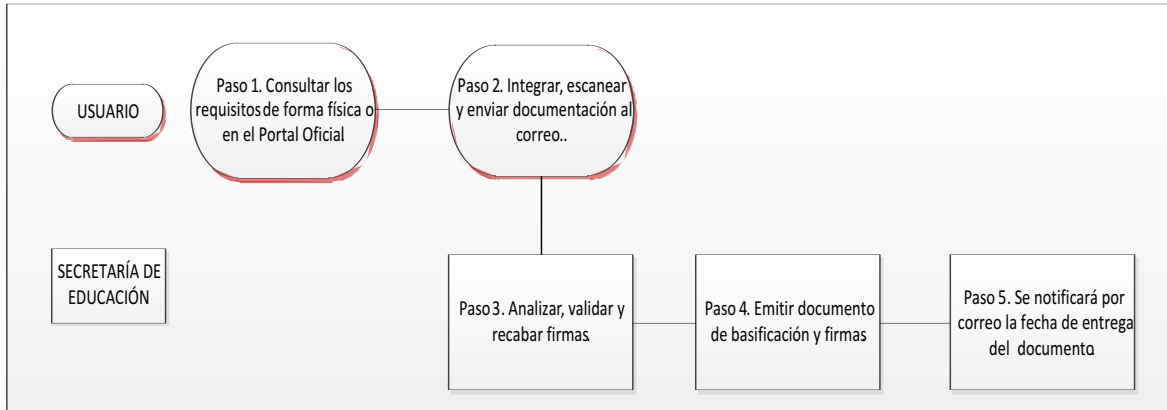 USUARIO
Paso 1. Consultar los
requisitos de forma física o
en el Portal Oficial
Paso 2. Integrar, escanear
y enviar documentación al
correo..
SECRETARÍA DE
EDUCACIÓN
Paso 3. Analizar, validar y
recabar firmas.
Paso 4. Emitir documento
de basificación y firmas
Paso 5. Se notificará por
correo la fecha de entrega
del documento.